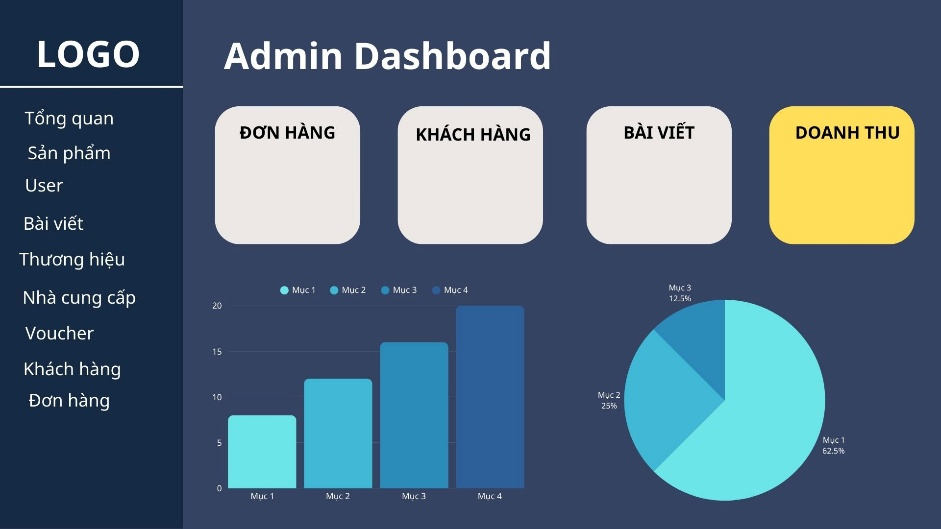 LOGO
Admin Dashboard
Tổng quan
Sản phẩm
User
Bài viết
Thương hiệu
Nhà cung cấp
Voucher
Khách hàng
Đơn hàng
ĐƠN HÀNG
KHÁCH HÀNG
BÀI VIẾT
DOANH THU
Mục 1 Mục 2 Mục 3 Mục 4
20
15
10
5
0
Mục 1 Mục 2 Mục 3 Mục 4
Mục 3
12.5%
Mục 2
25%
Mục 1
62.5%